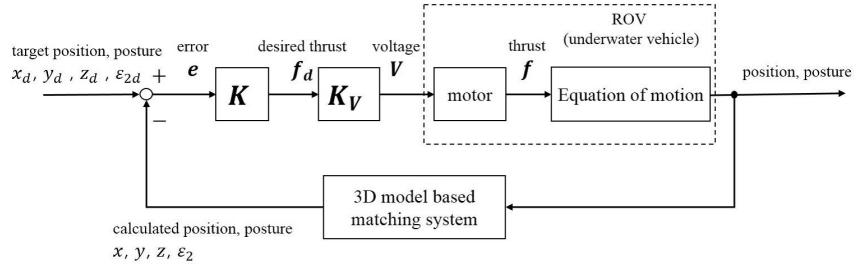 ROV
(underwater vehicle)
target position, posture
x_d, y_d , z_d , ε_2d
+
error
e
K
desired thrust
f_d
K_V
voltage
V
motor
thrust
f
Equation of motion
position, posture
−
3D model based
matching system
calculated position, posture
x, y, z, ε_2